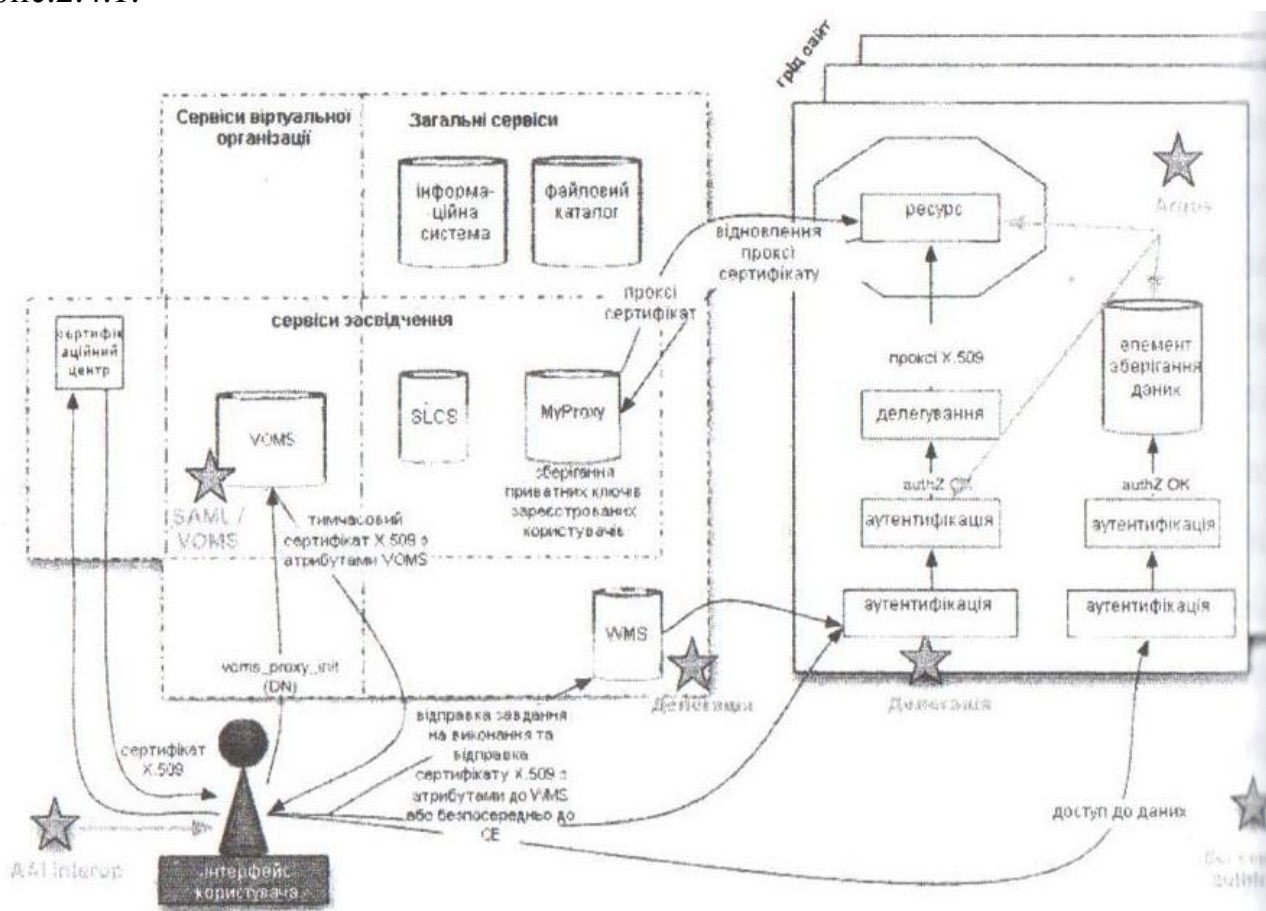 грід сайт
Сервіси віртуальної
організації
Загальні сервіси
інформа-
ційна
система
файловий
каталог
ресурс
Argus
відновлення
проксі
сертифікату
проксі
сертифікат
сервіси засвідчення
сертифік
аційний
центр
VOMS
SLCS
MyProxy
зберігання
приватних ключів
зареєстрованих
користувачів
SAML /
VOMS
тимчасовий
сертифікат X.509 з
атрибутами VOMS
проксі X.509
делегування
authZ OK
аутентифікація
аутентифікація
елемент
зберігання
даних
authZ OK
аутентифікація
аутентифікація
WMS
Делегація
Делегація
voms_proxy_init
(DN)
сертифікат
X.509
відправка завдання
на виконання та
відправка
сертифікату X.509 з
атрибутами до WMS
або безпосередньо до
CE
доступ до даних
AAI interop
інтерфейс
користувача